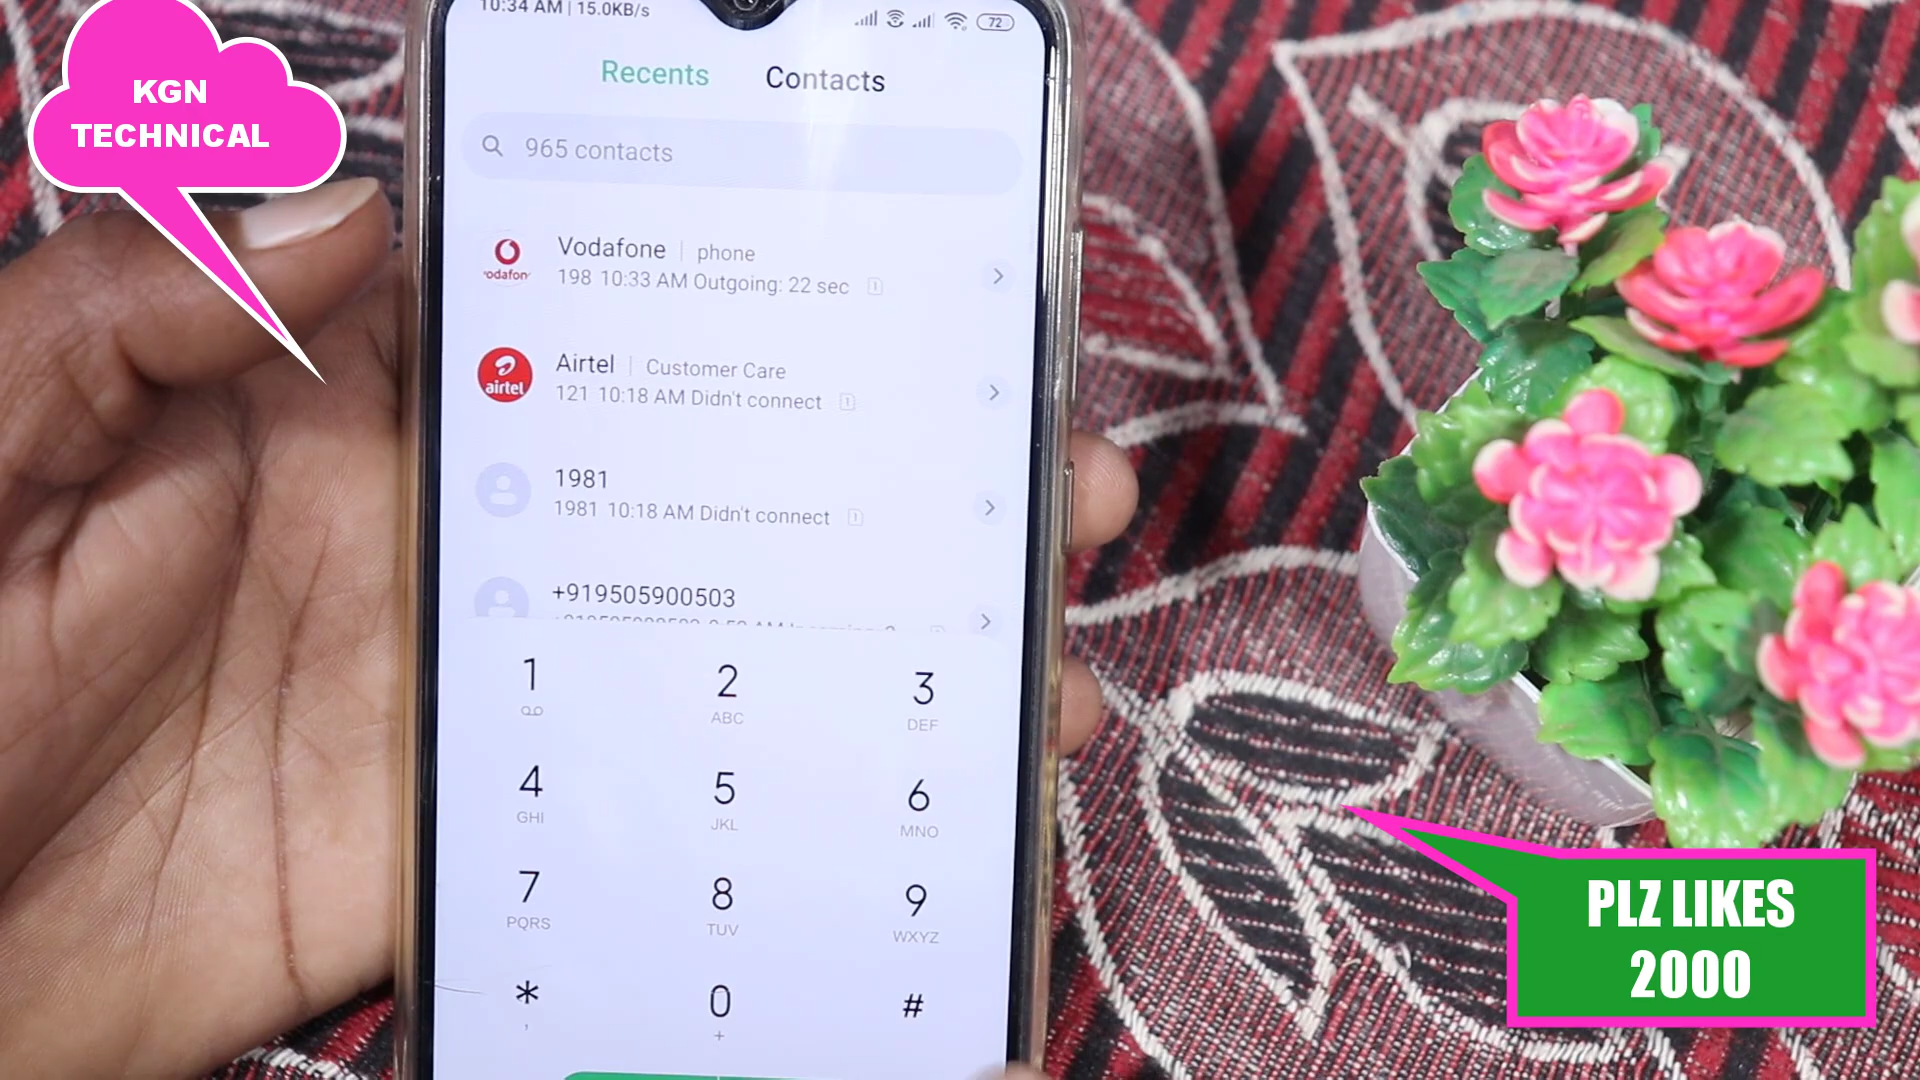 10:34 AM | 15.0KB/s
72
KGN
TECHNICAL
Recents
Contacts
965 contacts
Vodafone | phone
198 10:33 AM Outgoing: 22 sec
airtel
Airtel | Customer Care
121 10:18 AM Didn't connect
1981
1981 10:18 AM Didn't connect
+919505900503
1
2
ABC
3
DEF
4
GHI
5
JKL
6
MNO
7
PQRS
8
TUV
9
WXYZ
*
,
0
+
#
PLZ LIKES
2000